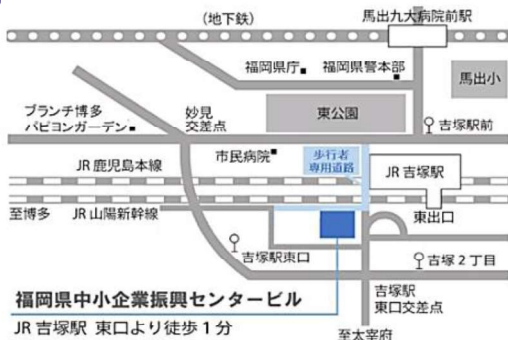 (地下鉄)
馬出九大病院前駅
福岡県庁
福岡県警本部
馬出小
ブランチ博多
パピヨンガーデン
妙見
交差点
東公園
吉塚駅前
市民病院
歩行者
専用道路
JR 鹿児島本線
JR 吉塚駅
至博多
JR 山陽新幹線
東出口
吉塚駅東口
吉塚2丁目
福岡県中小企業振興センタービル
吉塚駅
東口交差点
JR 吉塚駅 東口より徒歩1分
至太宰府